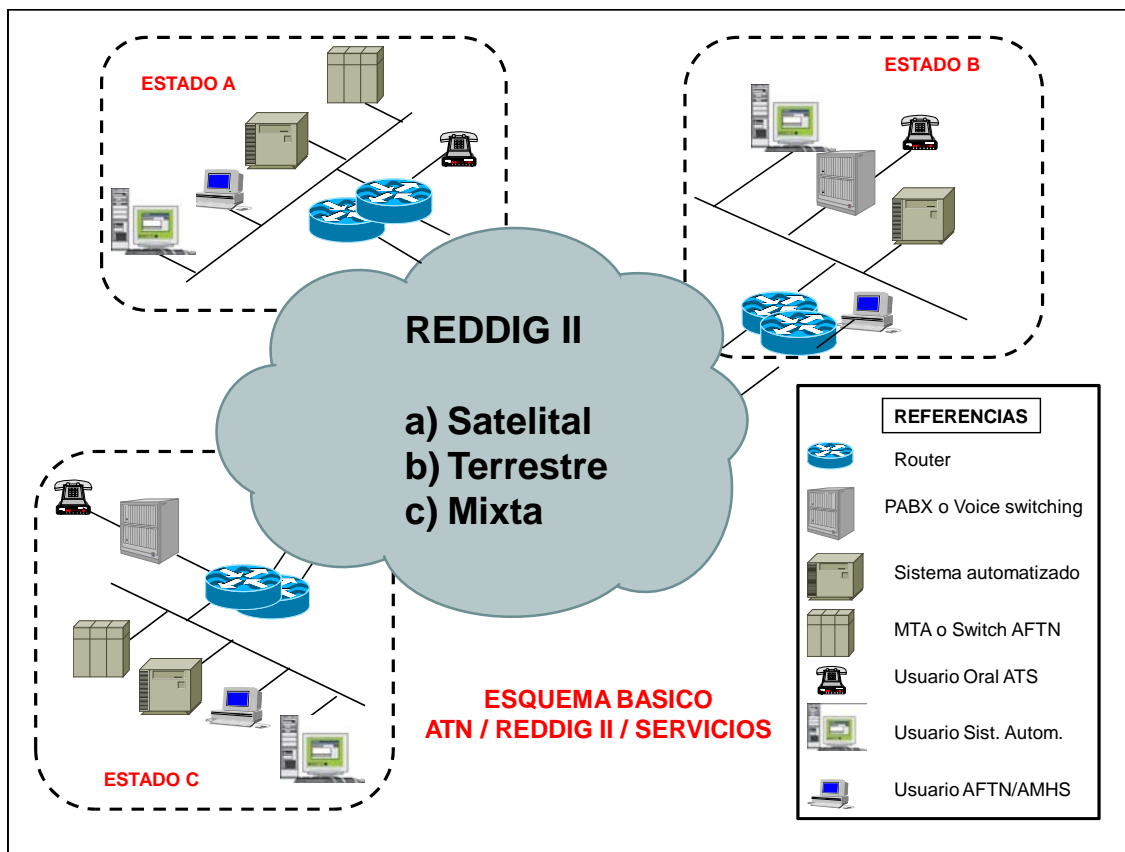 ESTADO A
ESTADO B
REDDIG II
a) Satelital
b) Terrestre
c) Mixta
REFERENCIAS
Router
PABX o Voice switching
Sistema automatizado
MTA o Switch AFTN
Usuario Oral ATS
Usuario Sist. Autom.
Usuario AFTN/AMHS
ESQUEMA BASICO
ATN / REDDIG II / SERVICIOS
ESTADO C